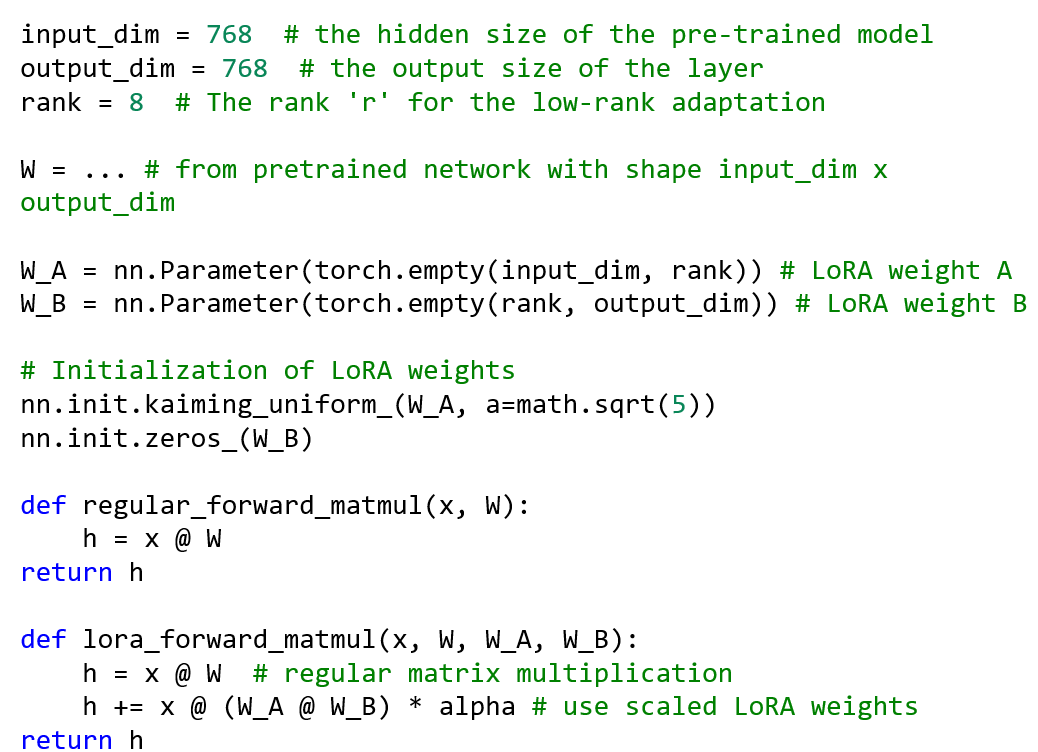 input_dim = 768  # the hidden size of the pre-trained model
output_dim = 768  # the output size of the layer
rank = 8  # The rank 'r' for the low-rank adaptation

W = ... # from pretrained network with shape input_dim x
output_dim

W_A = nn.Parameter(torch.empty(input_dim, rank)) # LoRA weight A
W_B = nn.Parameter(torch.empty(rank, output_dim)) # LoRA weight B

# Initialization of LoRA weights
nn.init.kaiming_uniform_(W_A, a=math.sqrt(5))
nn.init.zeros_(W_B)

def regular_forward_matmul(x, W):
    h = x @ W
return h

def lora_forward_matmul(x, W, W_A, W_B):
    h = x @ W  # regular matrix multiplication
    h += x @ (W_A @ W_B) * alpha # use scaled LoRA weights
return h